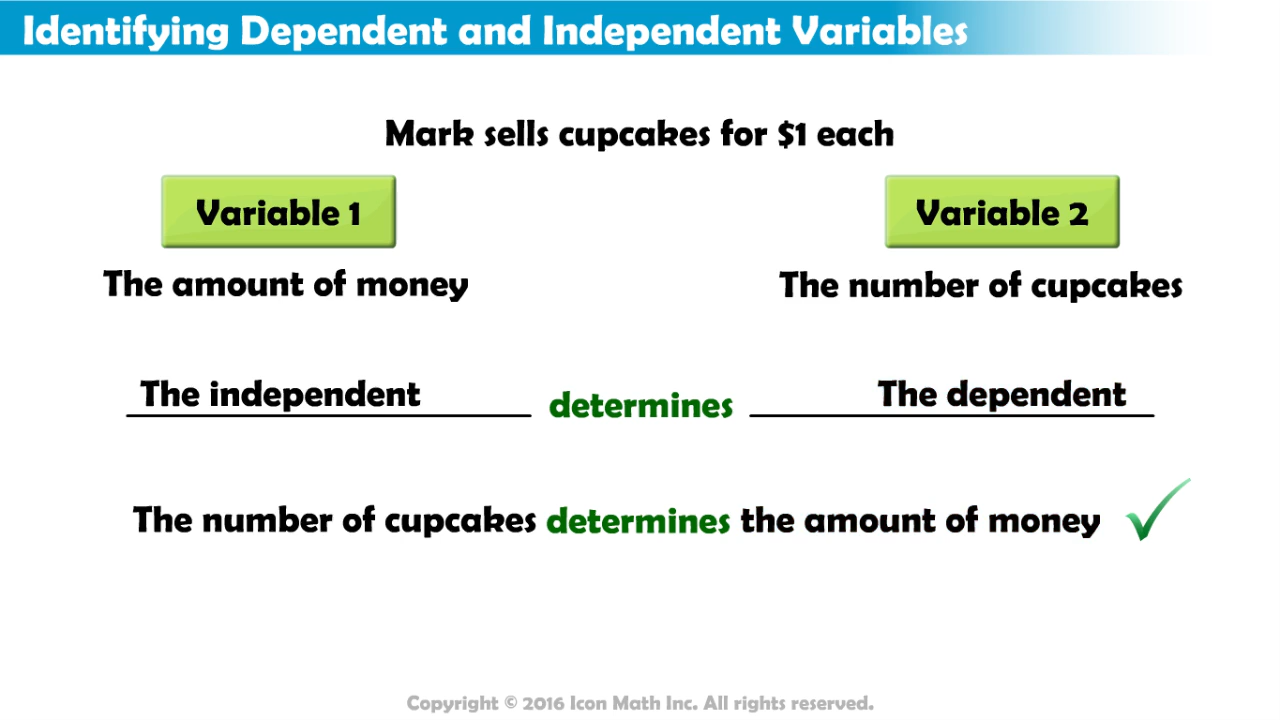 Identifying Dependent and Independent Variables
Mark sells cupcakes for $1 each
Variable 1
Variable 2
The amount of money
The number of cupcakes
The independent determines The dependent
The number of cupcakes determines the amount of money
Copyright © 2016 Icon Math Inc. All rights reserved.